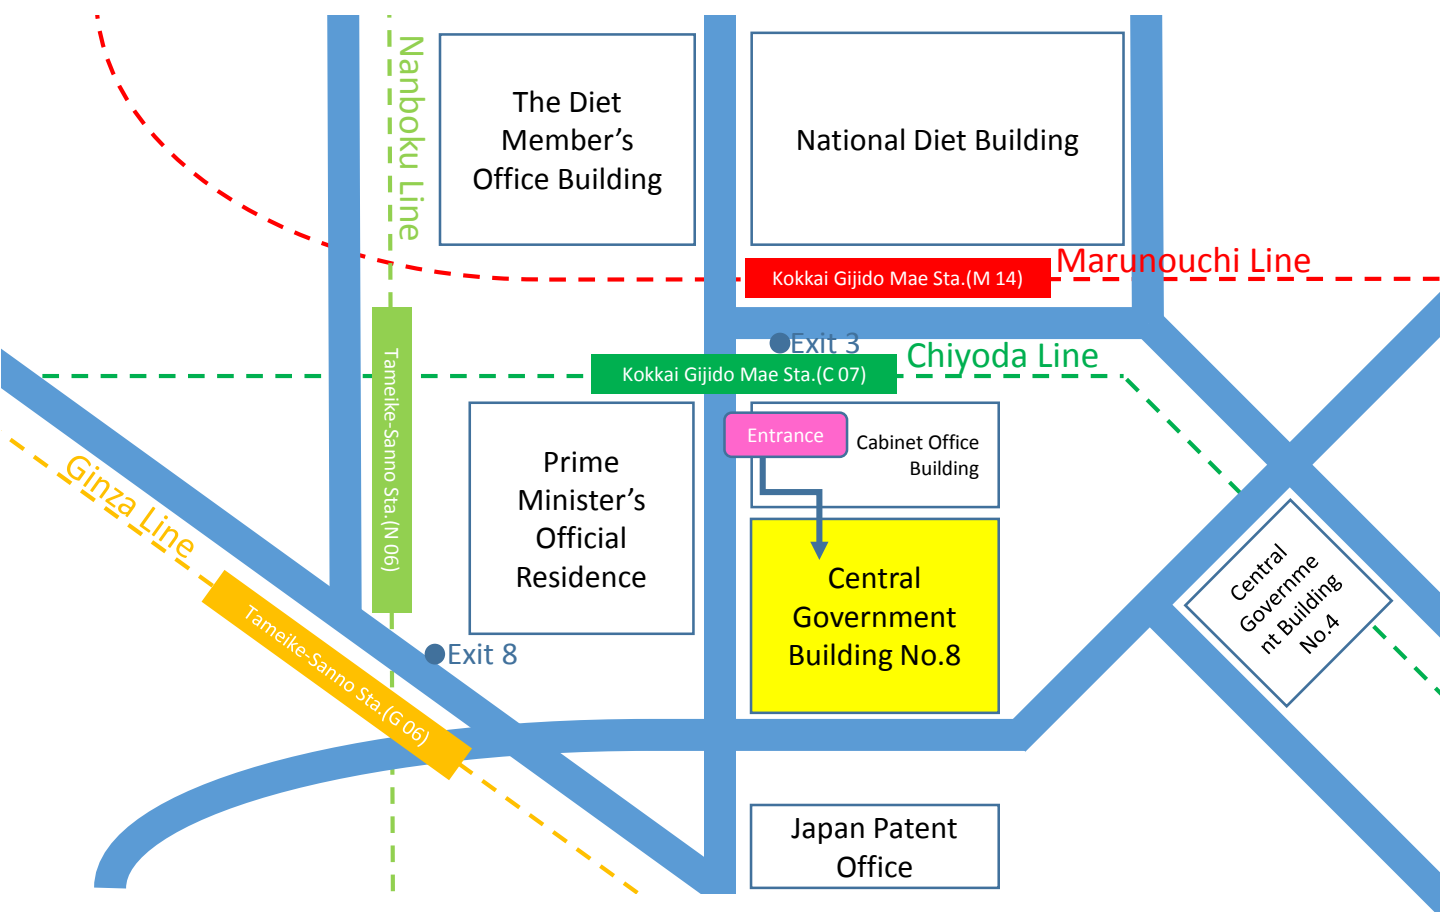 Nanboku Line
The Diet
Member’s
Office Building
National Diet Building
Marunouchi Line
Kokkai Gijido Mae Sta.(M 14)
Exit 3
Chiyoda Line
Kokkai Gijido Mae Sta.(C 07)
Tameike-Sanno Sta.(N 06)
Entrance
Cabinet Office
Building
Prime
Minister’s
Official
Residence
Ginza Line
Central
Government
Building No.8
Central
Governme
nt Building
No.4
Tameike-Sanno Sta.(G 06)
Exit 8
Japan Patent
Office